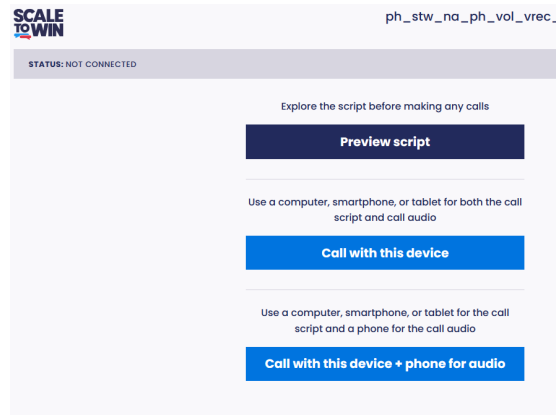 SCALE
TO WIN
ph_stw_na_ph_vol_vrec_
STATUS: NOT CONNECTED
Explore the script before making any calls
Preview script
Use a computer, smartphone, or tablet for both the call
script and call audio
Call with this device
Use a computer, smartphone, or tablet for the call
script and a phone for the call audio
Call with this device + phone for audio